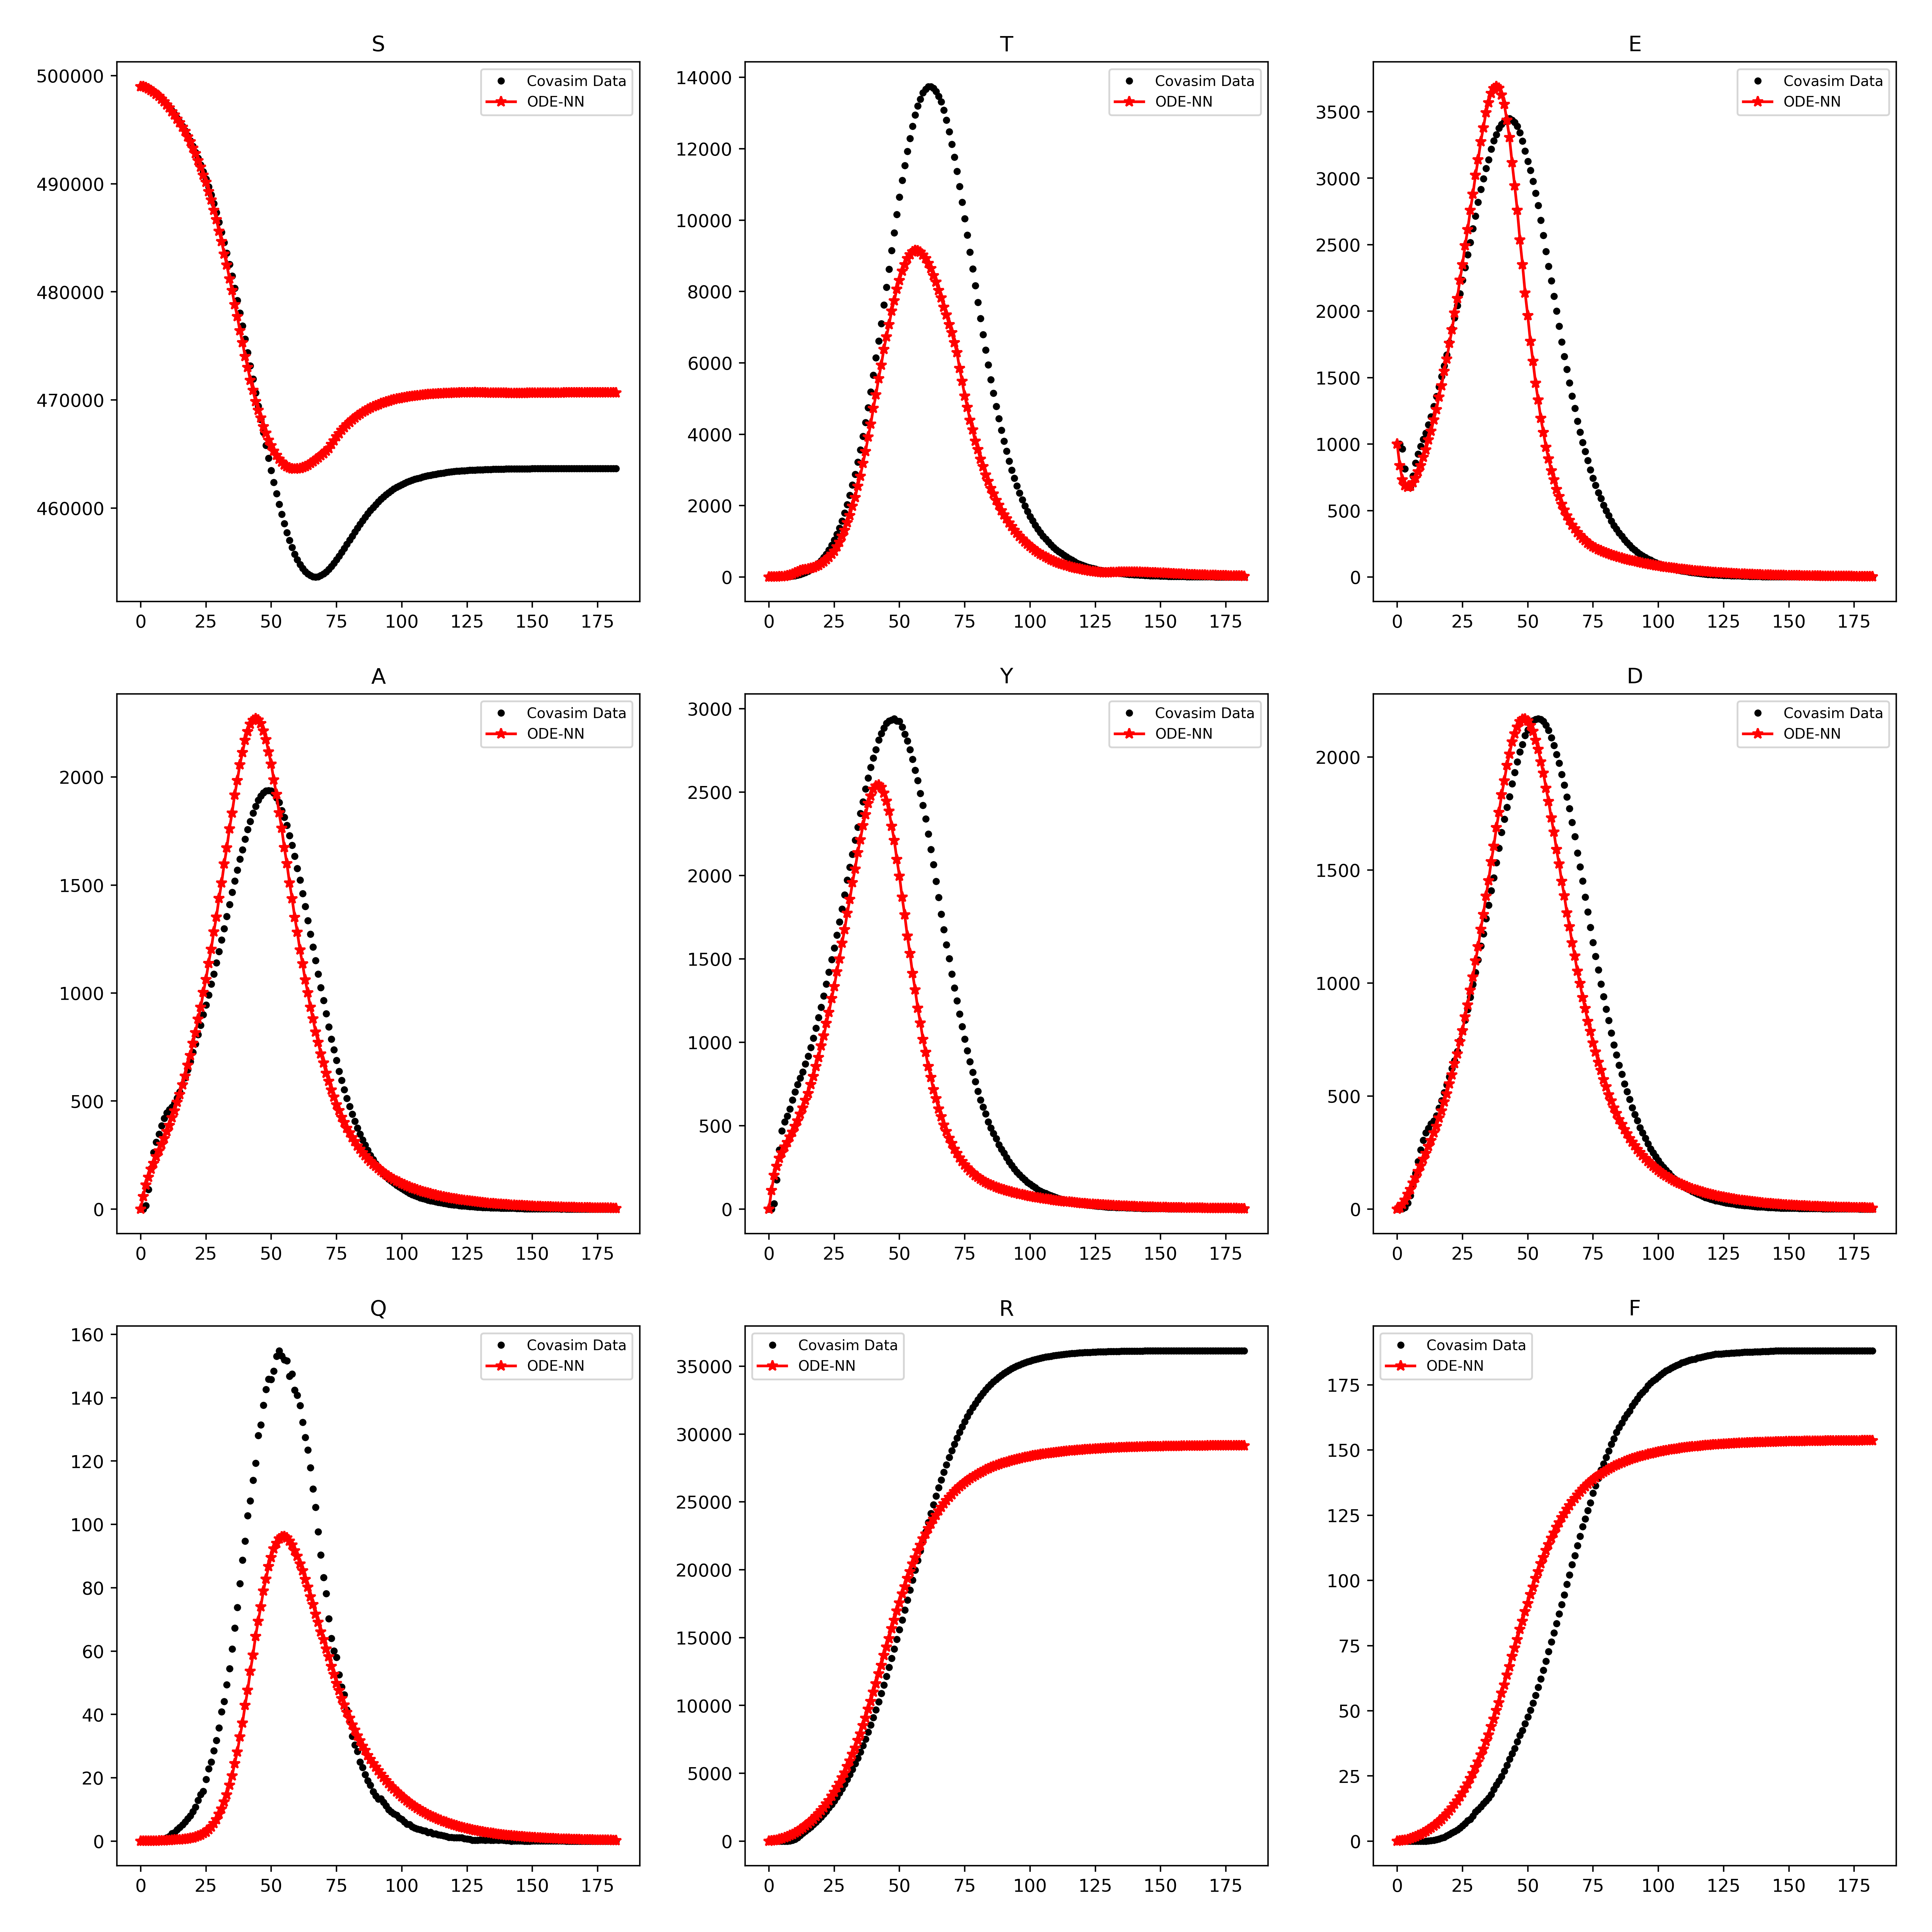 S
500000
490000
480000
470000
460000
0 25 50 75 100 125 150 175
Covasim Data
ODE-NN
T
14000
12000
10000
8000
6000
4000
2000
0
0 25 50 75 100 125 150 175
Covasim Data
ODE-NN
E
3500
3000
2500
2000
1500
1000
500
0
0 25 50 75 100 125 150 175
Covasim Data
ODE-NN
A
2000
1500
1000
500
0
0 25 50 75 100 125 150 175
Covasim Data
ODE-NN
Y
3000
2500
2000
1500
1000
500
0
0 25 50 75 100 125 150 175
Covasim Data
ODE-NN
D
2000
1500
1000
500
0
0 25 50 75 100 125 150 175
Covasim Data
ODE-NN
Q
160
140
120
100
80
60
40
20
0
0 25 50 75 100 125 150 175
Covasim Data
ODE-NN
R
35000
30000
25000
20000
15000
10000
5000
0
0 25 50 75 100 125 150 175
Covasim Data
ODE-NN
F
175
150
125
100
75
50
25
0
0 25 50 75 100 125 150 175
Covasim Data
ODE-NN